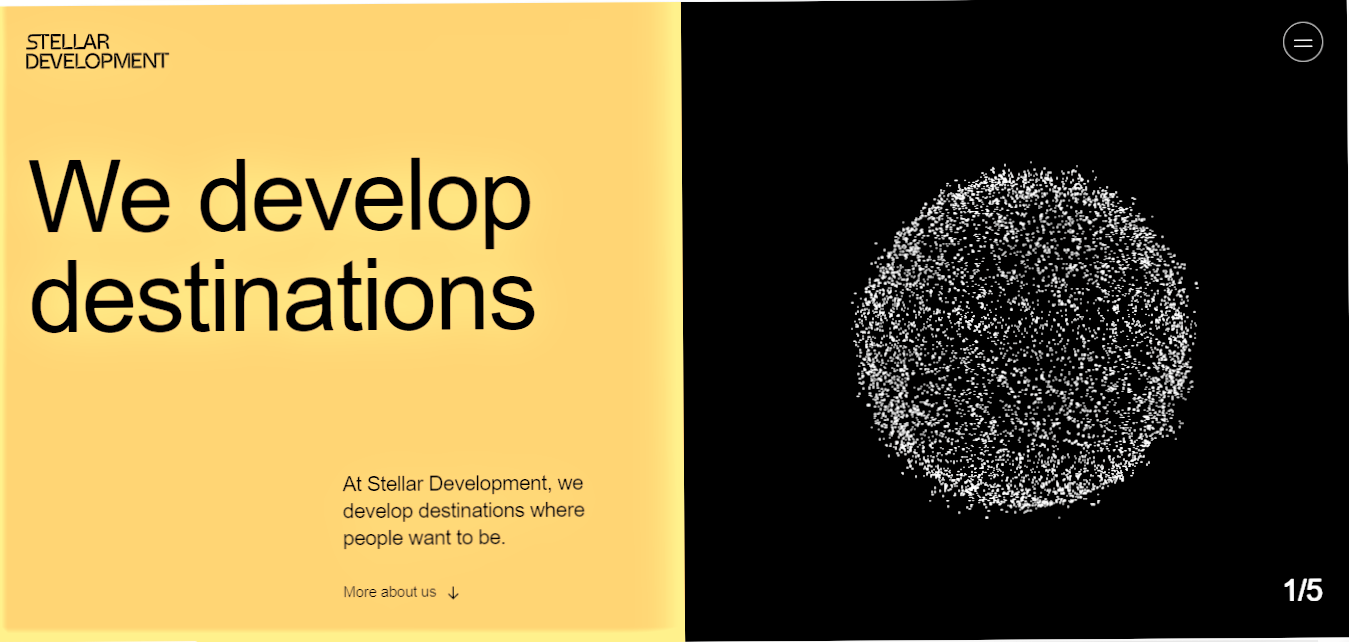 STELLAR
DEVELOPMENT
We develop
destinations
At Stellar Development, we
develop destinations where
people want to be.
More about us ↓
1/5